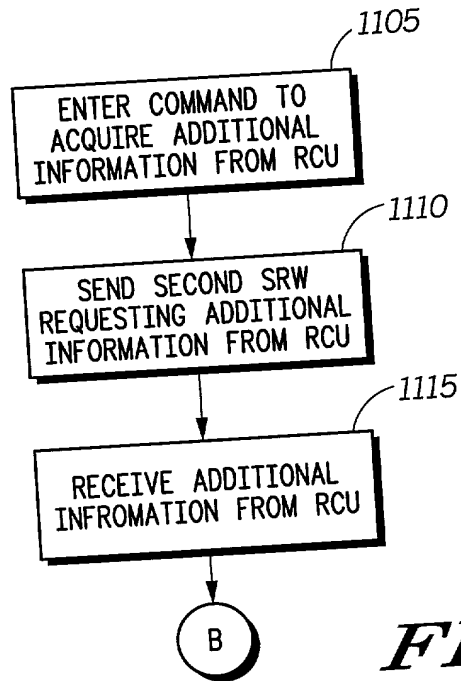 1105
ENTER COMMAND TO
ACQUIRE ADDITIONAL
INFORMATION FROM RCU
1110
SEND SECOND SRW
REQUESTING ADDITIONAL
INFORMATION FROM RCU
1115
RECEIVE ADDITIONAL
INFROMATION FROM RCU
B